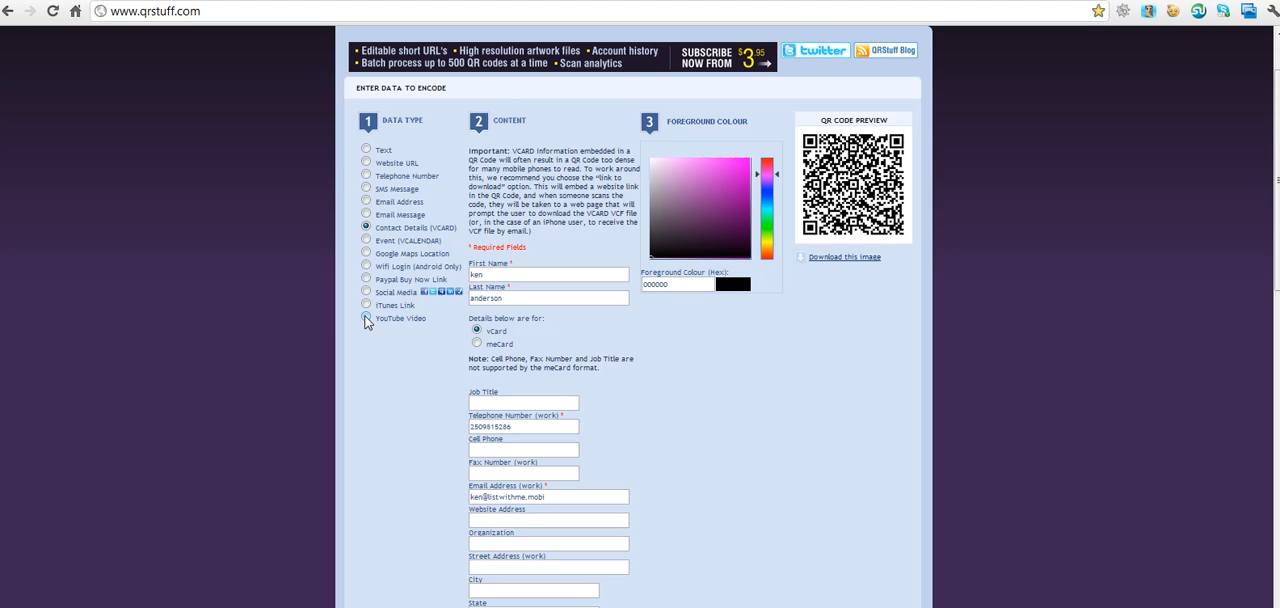 www.qrstuff.com
▪ Editable short URL's ▪ High resolution artwork files ▪ Account history
▪ Batch process up to 500 QR codes at a time ▪ Scan analytics
SUBSCRIBE
NOW FROM $3.95
twitter
QRStuff Blog
ENTER DATA TO ENCODE
1 DATA TYPE
Text
Website URL
Telephone Number
SMS Message
Email Address
Email Message
Contact Details (VCARD)
Event (VCALENDAR)
Google Maps Location
Wifi Login (Android Only)
Paypal Buy Now Link
Social Media
iTunes Link
YouTube Video
2 CONTENT
Important: VCARD information embedded in a
QR Code will often result in a QR Code too dense
for many mobile phones to read. To work around
this, we recommend you choose the "link to
download" option. This will embed a website link
in the QR Code, and when someone scans the
code, they will be taken to a web page that will
prompt the user to download the VCARD VCF file
(or, in the case of an iPhone user, to receive the
VCF file by email.)
* Required Fields
First Name *
ken
Last Name *
anderson
Details below are for:
vCard
meCard
Note: Cell Phone, Fax Number and Job Title are
not supported by the meCard format.
Job Title
Telephone Number (work) *
2509815286
Cell Phone
Fax Number (work)
Email Address (work) *
ken@listwithme.mobi
Website Address
Organization
Street Address (work)
City
State
3 FOREGROUND COLOUR
Foreground Colour (Hex):
000000
QR CODE PREVIEW
Download this image